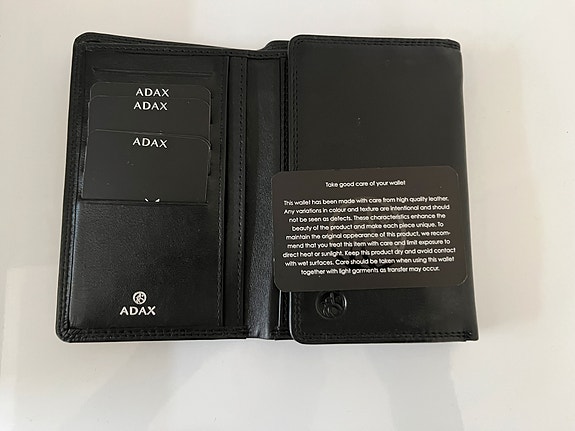 ADAX
ADAX
ADAX
ADAX
Take good care of your wallet
This wallet has been made with care from high quality leather.
Any variations in colour and texture are intentional and should
not be seen as defects. These characteristics enhance the
beauty of the product and make each piece unique. To
maintain the original appearance of this product, we recom-
mend that you treat this item with care and limit exposure to
direct heat or sunlight. Keep this product dry and avoid contact
with wet surfaces. Care should be taken when using this wallet
together with light garments as transfer may occur.